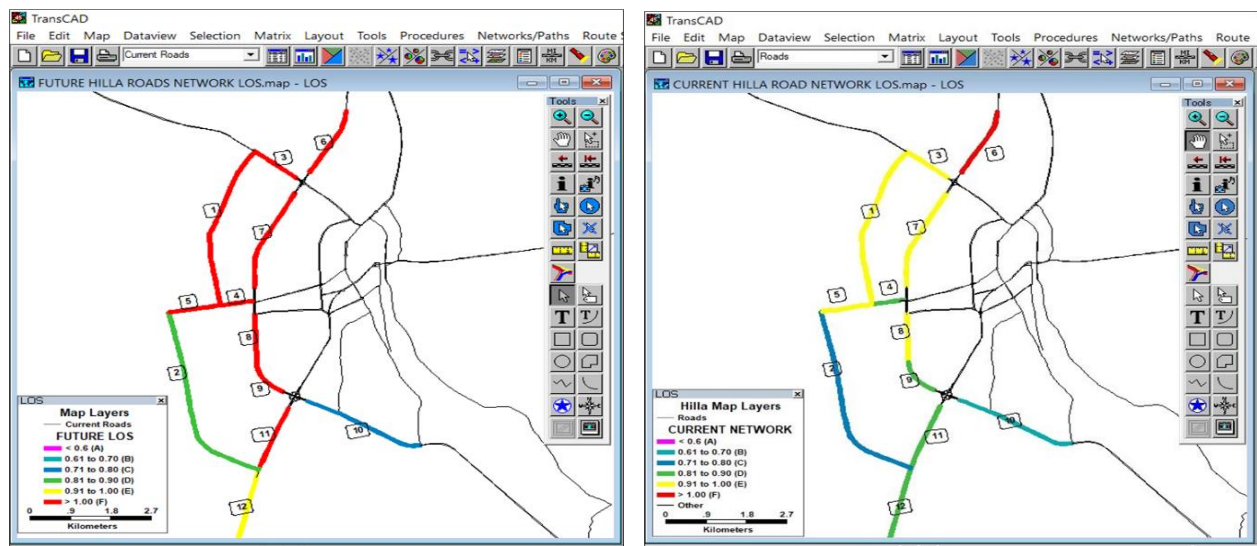 TransCAD
File Edit Map Dataview Selection Matrix Layout Tools Procedures Networks/Paths Route S
Current Roads
MI
KM
FUTURE HILLA ROADS NETWORK LOS.map - LOS
Tools
3
6
1
7
5
4
8
2
9
11
10
12
LOS
Map Layers
Current Roads
FUTURE LOS
< 0.6 (A)
0.61 to 0.70 (B)
0.71 to 0.80 (C)
0.81 to 0.90 (D)
0.91 to 1.00 (E)
> 1.00 (F)
0 .9 1.8 2.7
Kilometers
TransCAD
File Edit Map Dataview Selection Matrix Layout Tools Procedures Networks/Paths Route
Roads
MI
KM
CURRENT HILLA ROAD NETWORK LOS.map - LOS
Tools
3
6
1
7
5
4
8
9
2
11
10
12
LOS
Hilla Map Layers
Roads
CURRENT NETWORK
< 0.6 (A)
0.61 to 0.70 (B)
0.71 to 0.80 (C)
0.81 to 0.90 (D)
0.91 to 1.00 (E)
> 1.00 (F)
Other
0 .9 1.8 2.7
Kilometers